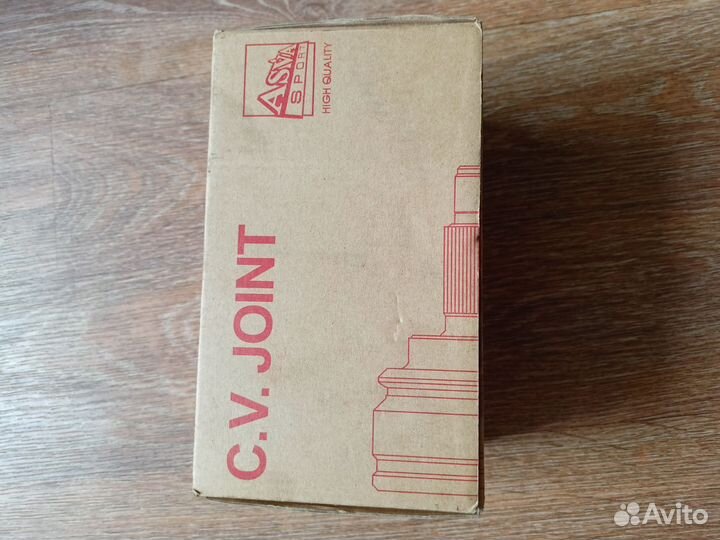 ASVA
SPORT
HIGH QUALITY
C.V. JOINT
Avito